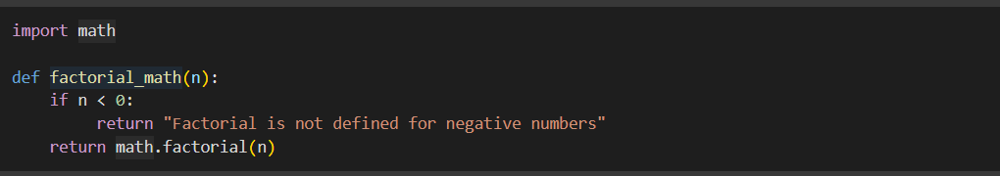 import math

def factorial_math(n):
    if n < 0:
        return "Factorial is not defined for negative numbers"
    return math.factorial(n)